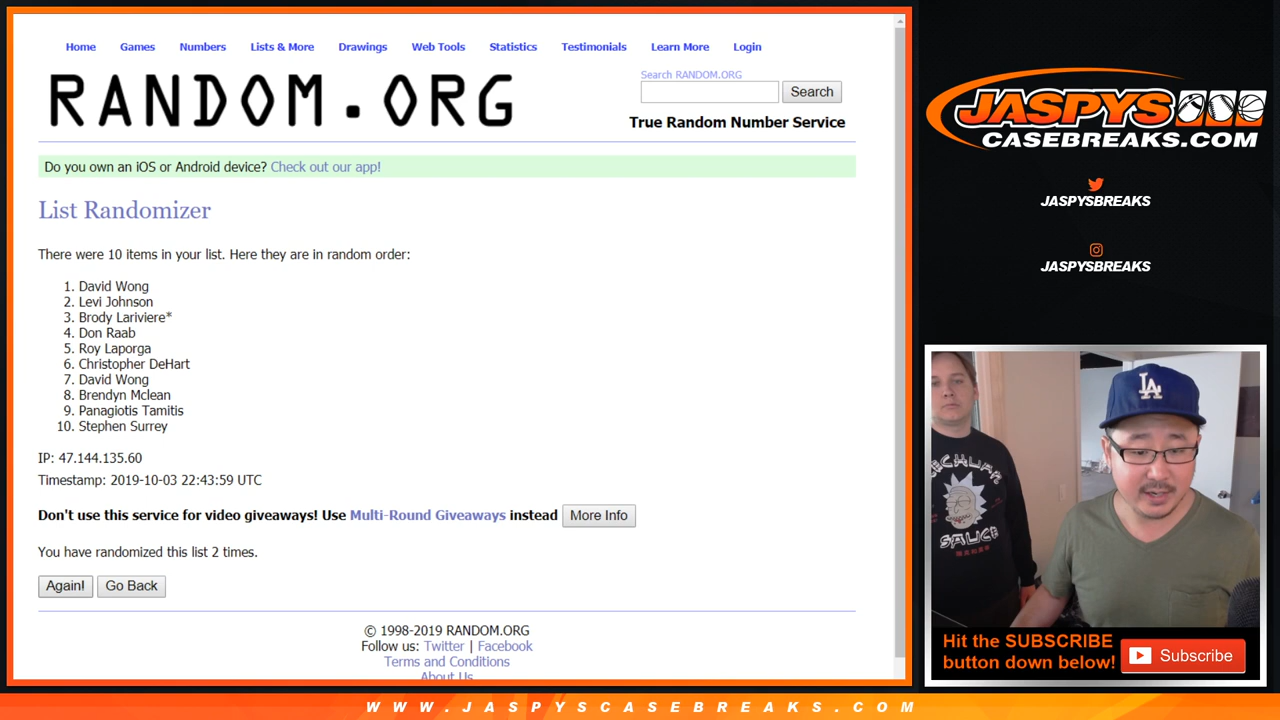 Home Games Numbers Lists & More Drawings Web Tools Statistics Testimonials Learn More Login
RANDOM.ORG
Search RANDOM.ORG
Search
True Random Number Service
Do you own an iOS or Android device? Check out our app!
List Randomizer
There were 10 items in your list. Here they are in random order:
1. David Wong
2. Levi Johnson
3. Brody Lariviere*
4. Don Raab
5. Roy Laporga
6. Christopher DeHart
7. David Wong
8. Brendyn Mclean
9. Panagiotis Tamitis
10. Stephen Surrey
IP: 47.144.135.60
Timestamp: 2019-10-03 22:43:59 UTC
Don't use this service for video giveaways! Use Multi-Round Giveaways instead More Info
You have randomized this list 2 times.
Again! Go Back
© 1998-2019 RANDOM.ORG
Follow us: Twitter | Facebook
Terms and Conditions
About Us
JASPYS
CASEBREAKS.COM
JASPYSBREAKS
JASPYSBREAKS
LA
SAUCE
Hit the SUBSCRIBE
button down below!
Subscribe
WWW.JASPYSCASEBREAKS.COM